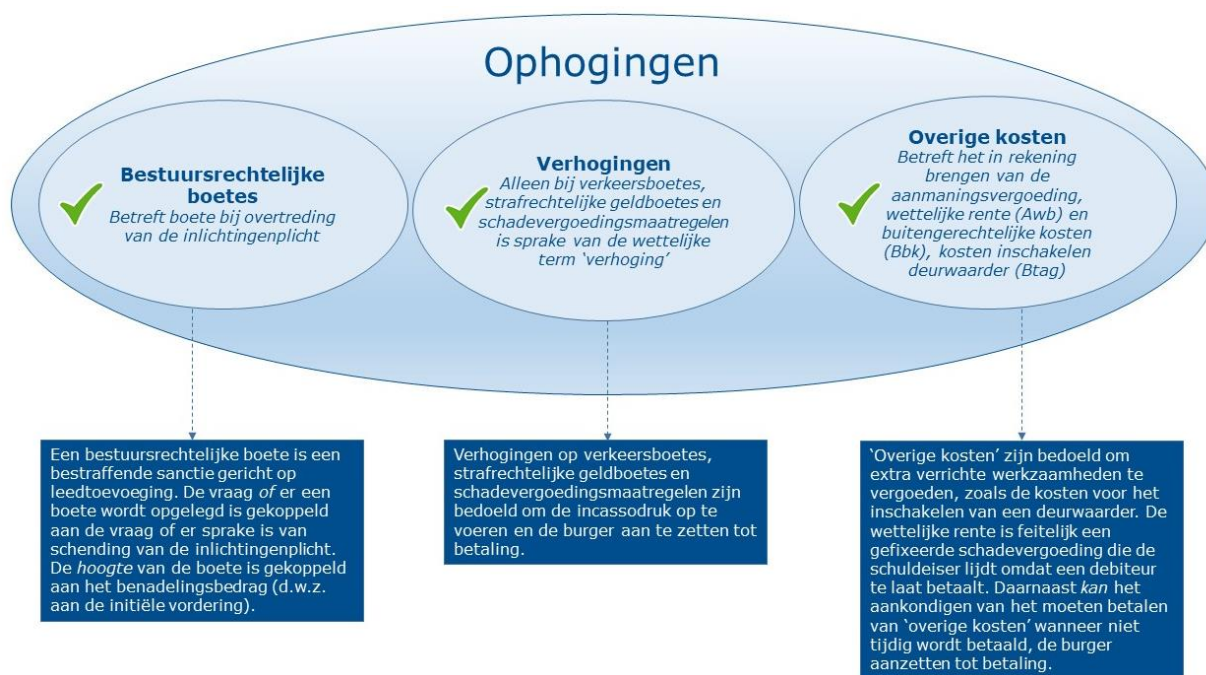 Ophogingen
Bestuursrechtelijke
boetes
Betreft boete bij overtreding
van de inlichtingenplicht
Verhogingen
Alleen bij verkeersboetes,
strafrechtelijke geldboetes en
schadevergoedingsmaatregelen
is sprake van de wettelijke
term ‘verhoging’
Overige kosten
Betreft het in rekening
brengen van de
aanmaningsvergoeding,
wettelijke rente (Awb) en
buitengerechtelijke kosten
(Bbk), kosten inschakelen
deurwaarder (Btag)
Een bestuursrechtelijke boete is een
bestraffende sanctie gericht op
leedtoevoeging. De vraag of er een
boete wordt opgelegd is gekoppeld
aan de vraag of er sprake is van
schending van de inlichtingenplicht.
De hoogte van de boete is gekoppeld
aan het benadelingsbedrag (d.w.z.
aan de initiële vordering).
Verhogingen op verkeersboetes,
strafrechtelijke geldboetes en
schadevergoedingsmaatregelen zijn
bedoeld om de incassodruk op te
voeren en de burger aan te zetten tot
betaling.
‘Overige kosten’ zijn bedoeld om
extra verrichte werkzaamheden te
vergoeden, zoals de kosten voor het
inschakelen van een deurwaarder. De
wettelijke rente is feitelijk een
gefixeerde schadevergoeding die de
schuldeiser lijdt omdat een debiteur
te laat betaalt. Daarnaast kan het
aankondigen van het moeten betalen
van ‘overige kosten’ wanneer niet
tijdig wordt betaald, de burger
aanzetten tot betaling.